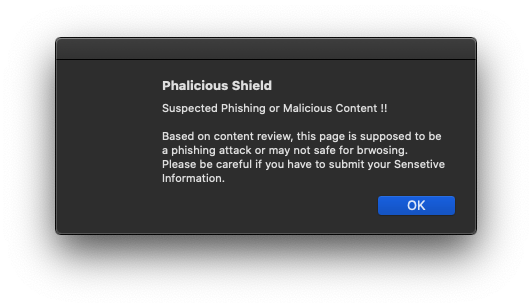 Phalicious Shield
Suspected Phishing or Malicious Content !!
Based on content review, this page is supposed to be
a phishing attack or may not safe for brwosing.
Please be careful if you have to submit your Sensetive
Information.
OK